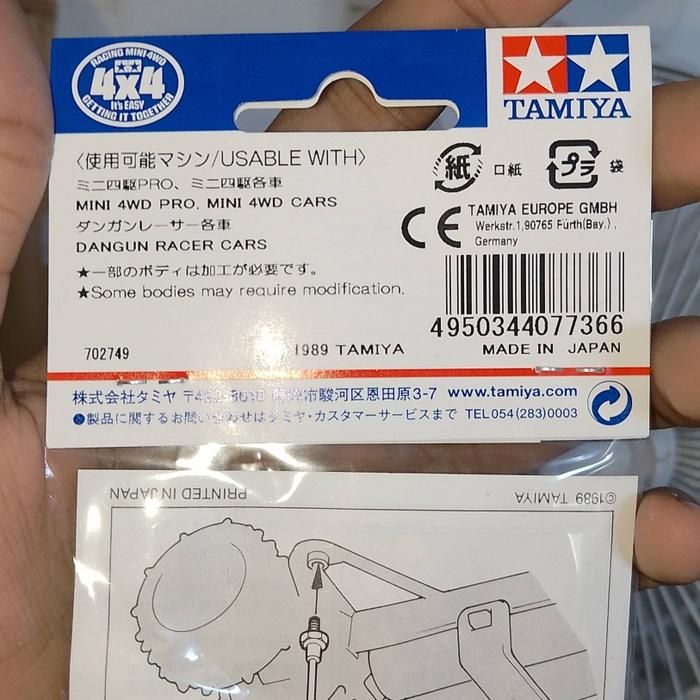 RACING MINI 4WD
4x4
It's EASY
GETTING IT TOGETHER
TAMIYA
〈使用可能マシン/USABLE WITH〉
ミニ四駆PRO、ミニ四駆各車
MINI 4WD PRO, MINI 4WD CARS
ダンガンレーサー各車
DANGUN RACER CARS
★一部のボディは加工が必要です。
★Some bodies may require modification.
紙 口紙 プラ 袋
CE TAMIYA EUROPE GMBH
Werkstr.1,90765 Fürth(Bay.),
Germany
4950344077366
702749 1989 TAMIYA MADE IN JAPAN
株式会社タミヤ 〒422-8610 静岡市駿河区恩田原3-7 www.tamiya.com
●製品に関するお問い合わせはタミヤ・カスタマーサービスまで TEL054(283)0003
PRINTED IN JAPAN
©1989 TAMIYA